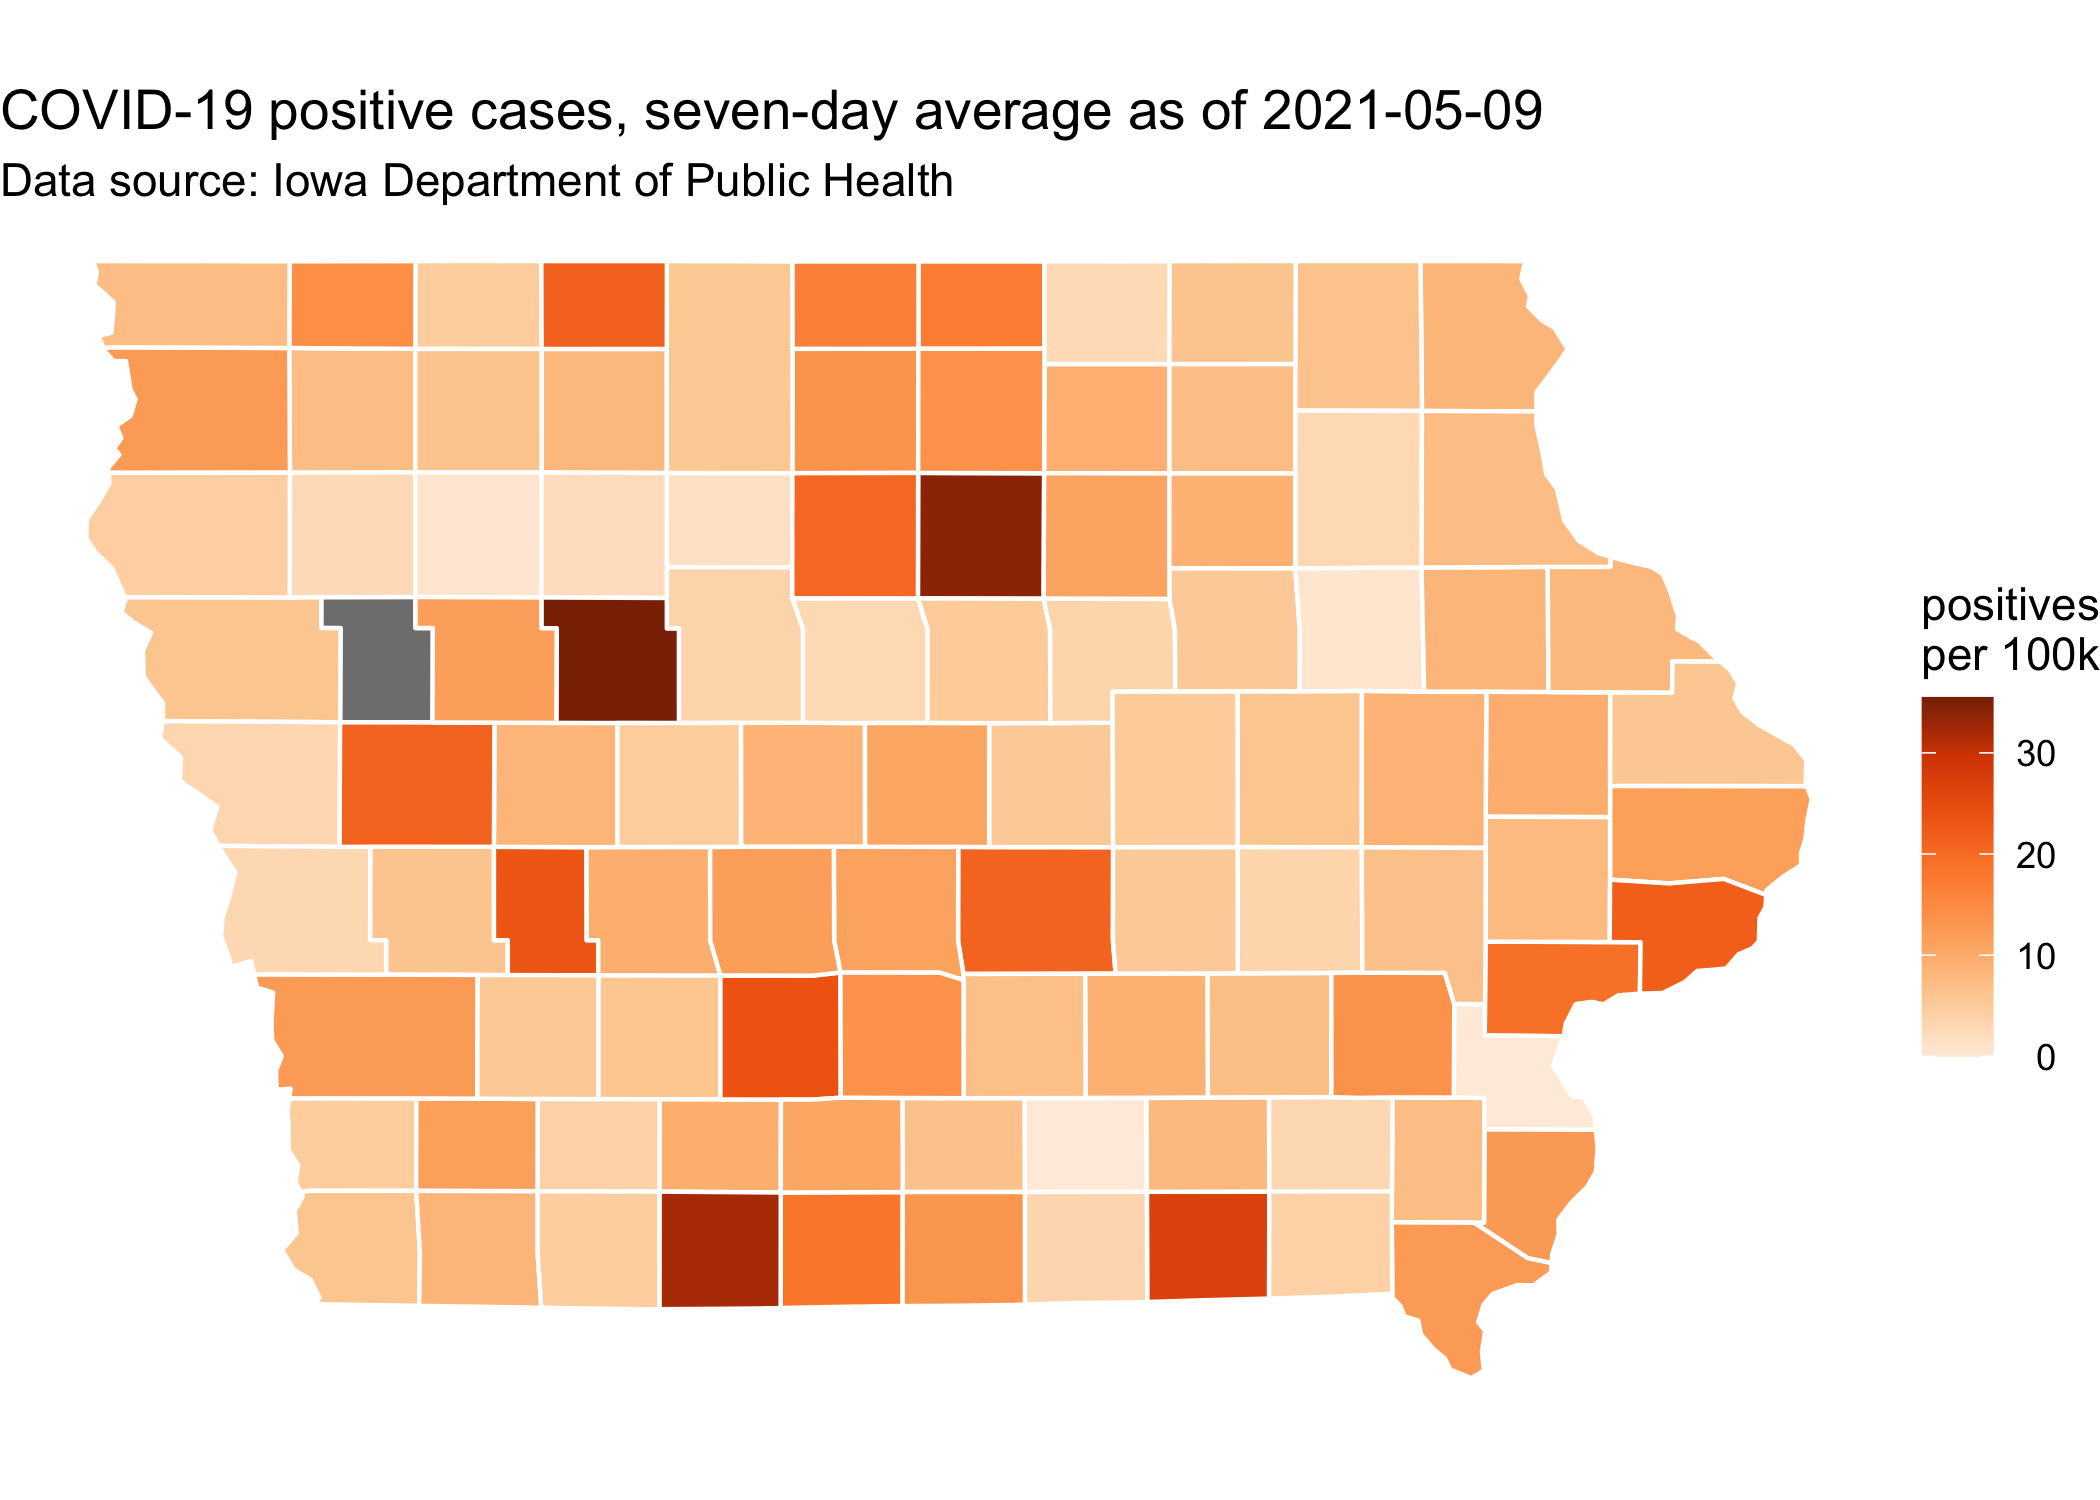 COVID-19 positive cases, seven-day average as of 2021-05-09
Data source: Iowa Department of Public Health
positives
per 100k
30
20
10
0